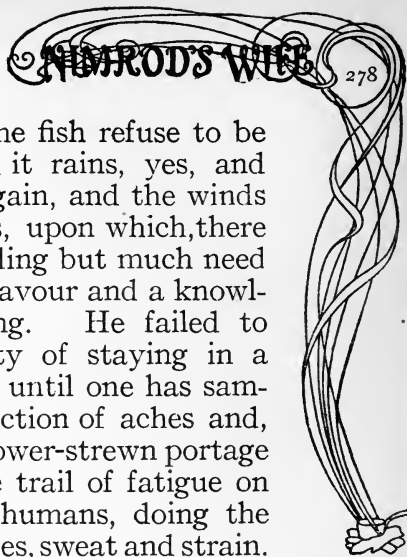 NIMROD'S WIFE 278
he fish refuse to be
it rains, yes, and
gain, and the winds
s, upon which,there
ling but much need
avour and a knowl-
ng. He failed to
ty of staying in a
until one has sam-
ction of aches and,
ower-strewn portage
e trail of fatigue on
humans, doing the
es, sweat and strain.